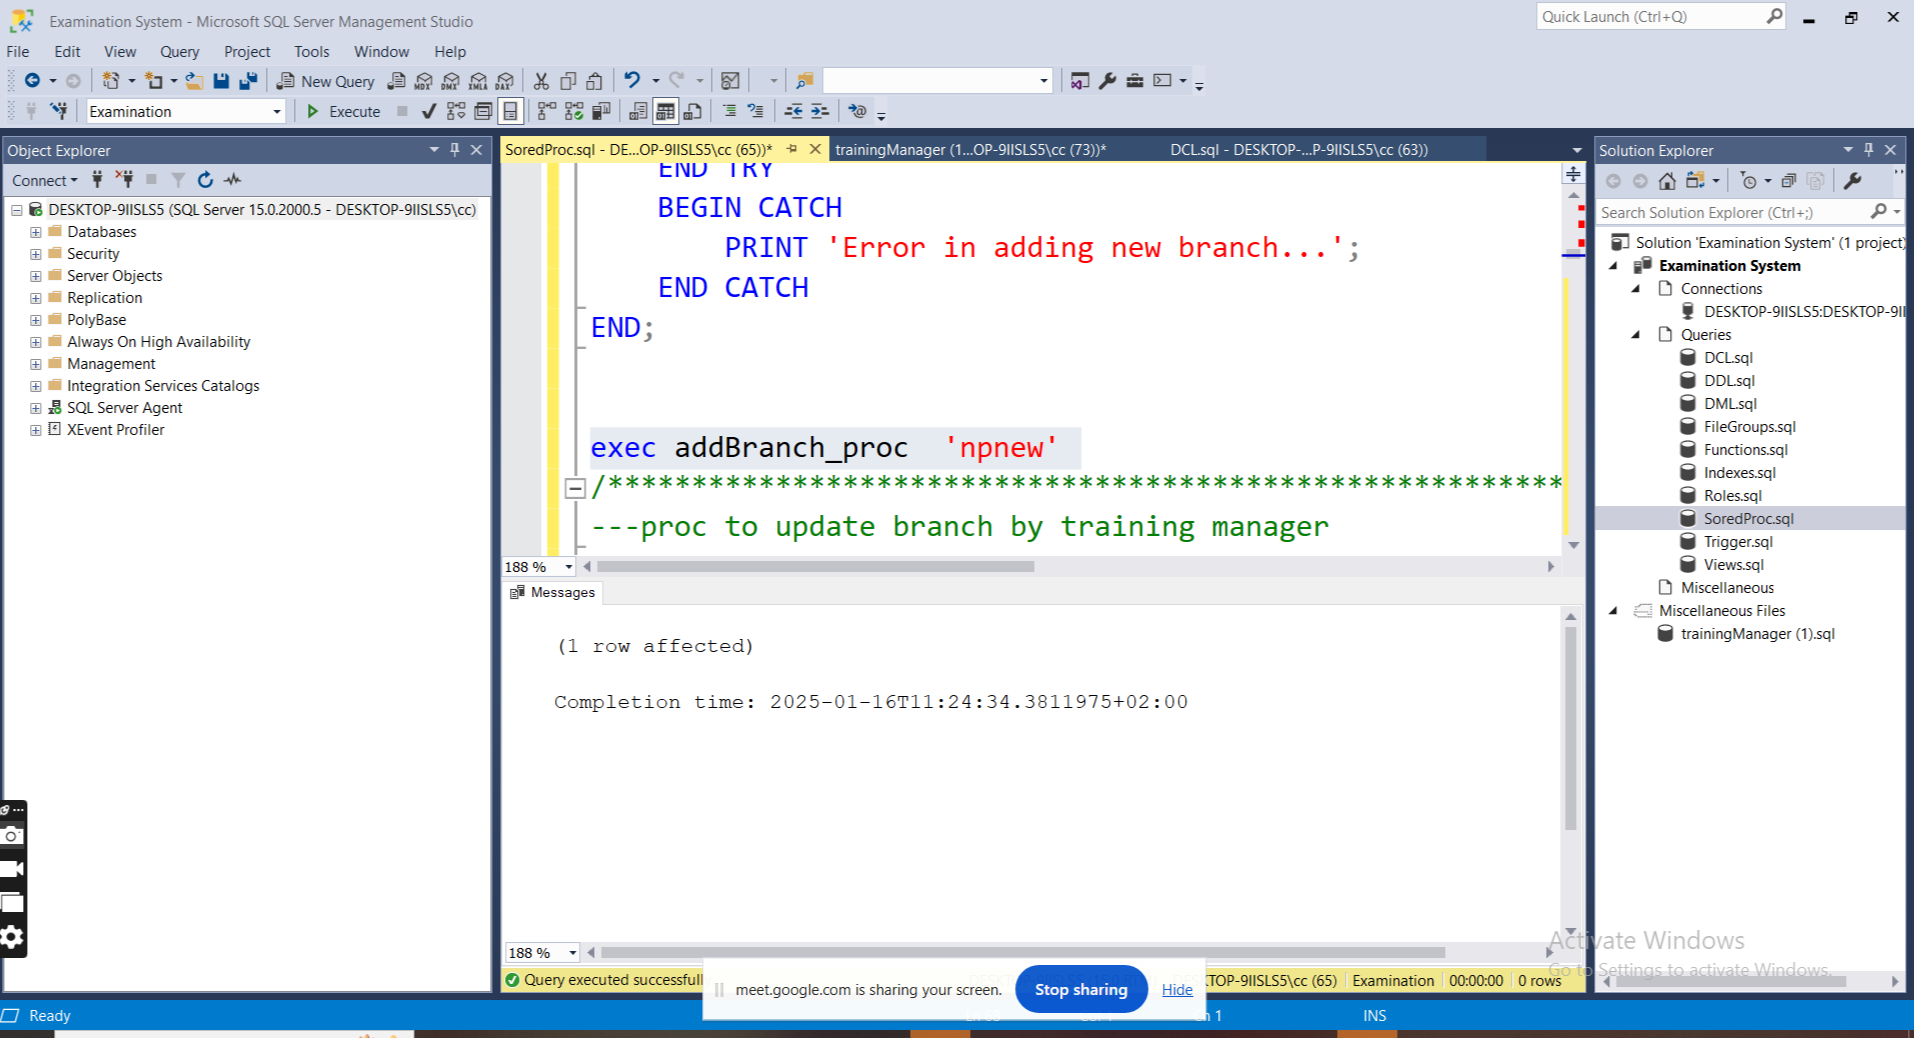 Examination System - Microsoft SQL Server Management Studio
Quick Launch (Ctrl+Q)
File Edit View Query Project Tools Window Help
New Query
MDX DMX XMLA DAX
Examination
Execute
Object Explorer
Connect
DESKTOP-9IISLS5 (SQL Server 15.0.2000.5 - DESKTOP-9IISLS5\cc)
Databases
Security
Server Objects
Replication
PolyBase
Always On High Availability
Management
Integration Services Catalogs
SQL Server Agent
XEvent Profiler
SoredProc.sql - DE...OP-9IISLS5\cc (65))*
trainingManager (1...OP-9IISLS5\cc (73))*
DCL.sql - DESKTOP-...P-9IISLS5\cc (63))
END TRY
BEGIN CATCH
PRINT 'Error in adding new branch...';
END CATCH
END;
exec addBranch_proc 'npnew'
/*********************************************************
---proc to update branch by training manager
188 %
Messages
(1 row affected)
Completion time: 2025-01-16T11:24:34.3811975+02:00
188 %
Query executed successfull
TOP-9IISLS5\cc (65) Examination 00:00:00 0 rows
meet.google.com is sharing your screen.
Stop sharing
Hide
Ready
INS
Solution Explorer
Search Solution Explorer (Ctrl+;)
Solution 'Examination System' (1 project)
Examination System
Connections
DESKTOP-9IISLS5:DESKTOP-9II
Queries
DCL.sql
DDL.sql
DML.sql
FileGroups.sql
Functions.sql
Indexes.sql
Roles.sql
SoredProc.sql
Trigger.sql
Views.sql
Miscellaneous
Miscellaneous Files
trainingManager (1).sql
Activate Windows
Go to Settings to activate Windows.